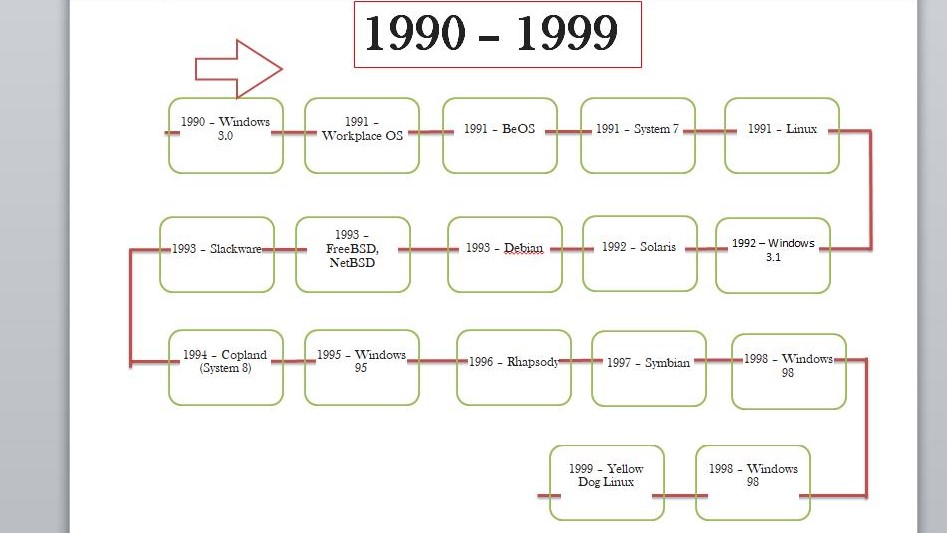 1990 – 1999
1990 – Windows
3.0
1991 –
Workplace OS
1991 – BeOS
1991 – System 7
1991 – Linux
1993 – Slackware
1993 –
FreeBSD,
NetBSD
1993 – Debian
1992 – Solaris
1992 – Windows
3.1
1994 – Copland
(System 8)
1995 – Windows
95
1996 – Rhapsody
1997 – Symbian
1998 – Windows
98
1999 – Yellow
Dog Linux
1998 – Windows
98